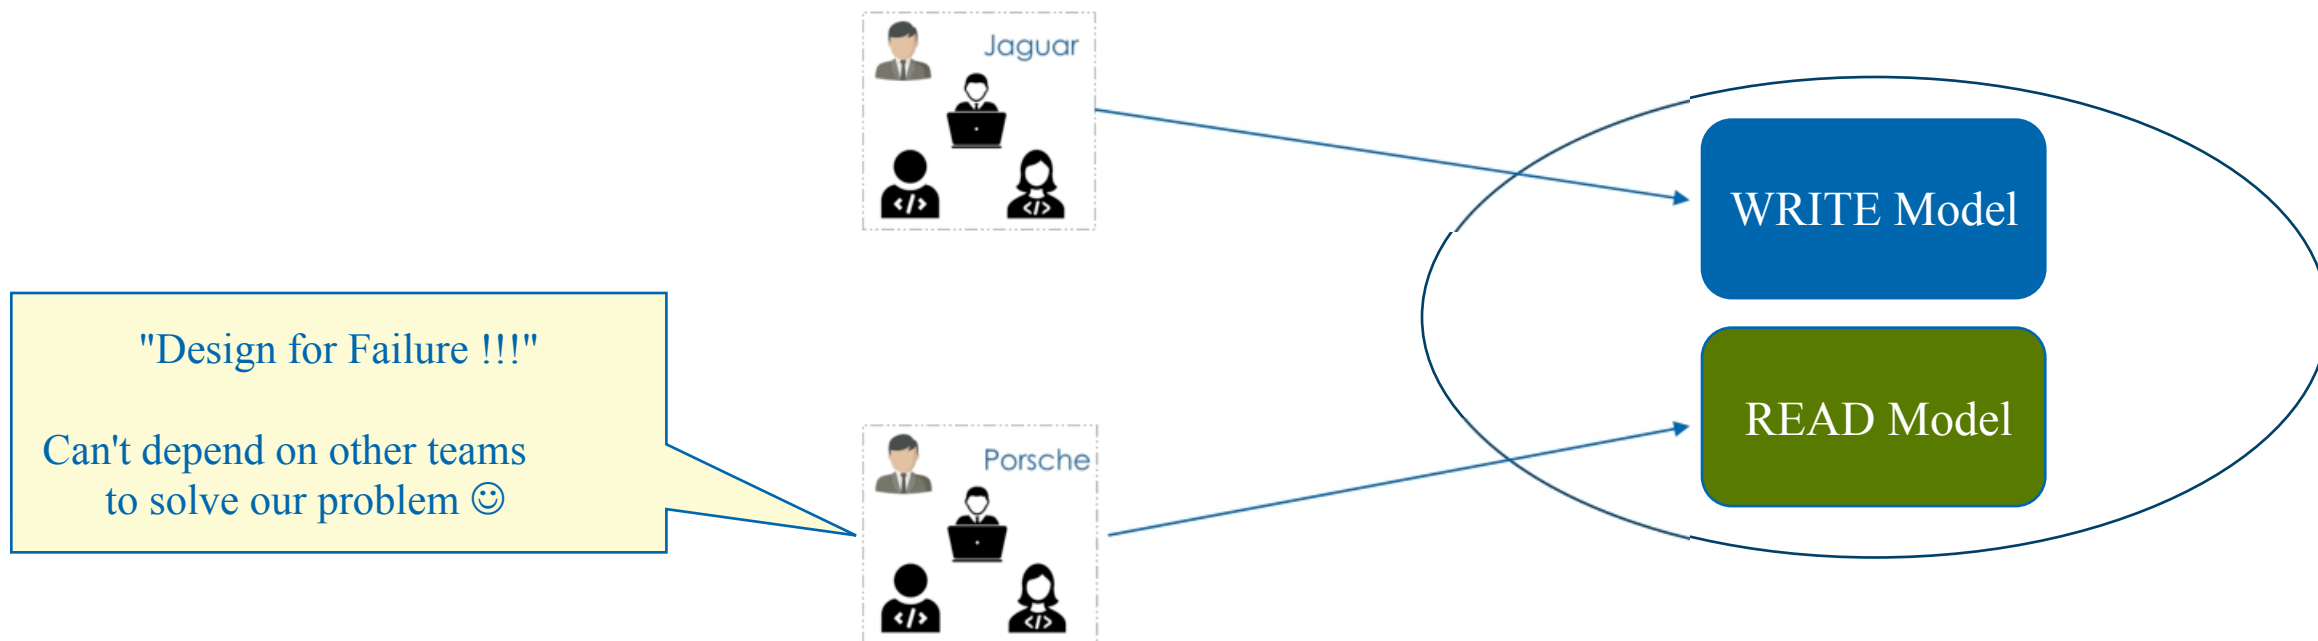 Jaguar
WRITE Model
"Design for Failure !!!"
Can't depend on other teams
to solve our problem ☺
READ Model
Porsche